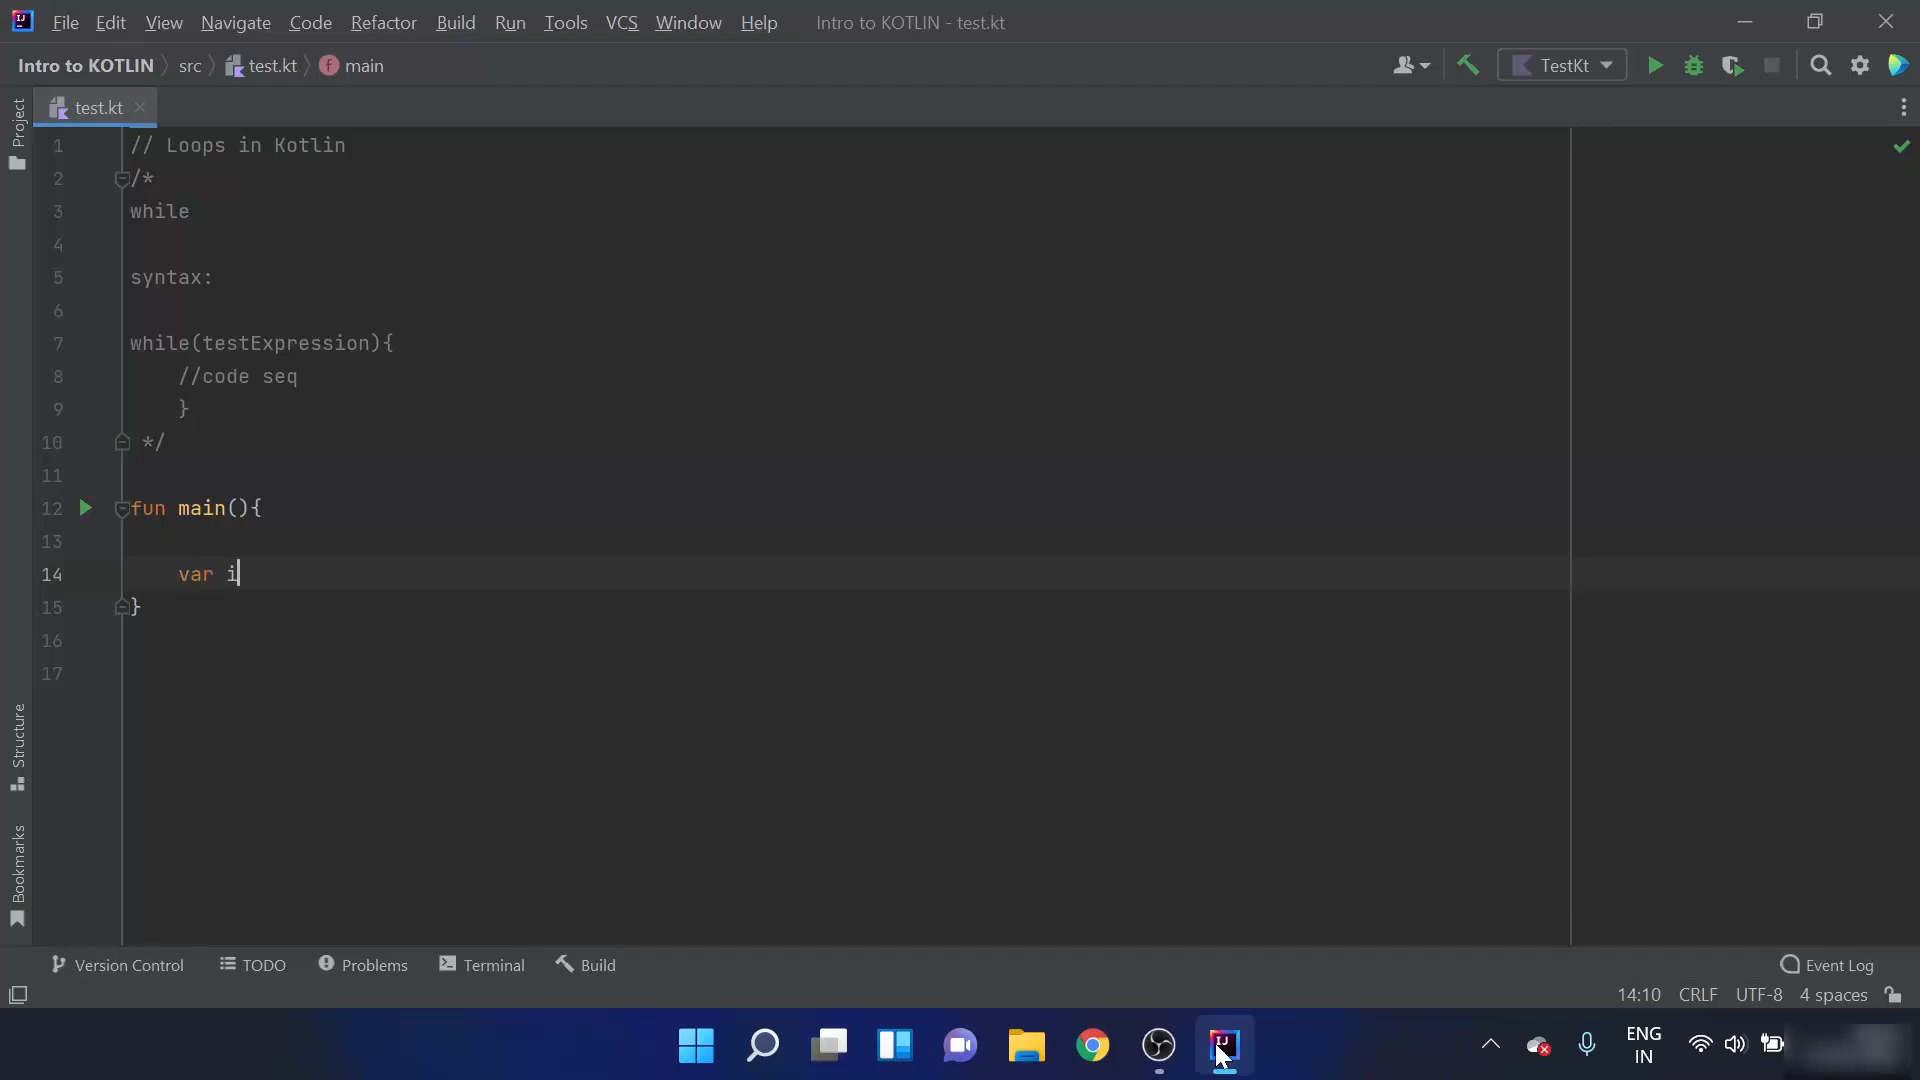 File Edit View Navigate Code Refactor Build Run Tools VCS Window Help Intro to KOTLIN - test.kt
Intro to KOTLIN src test.kt main TestKt
test.kt
Project
1 // Loops in Kotlin
2 /*
3 while
4
5 syntax:
6
7 while(testExpression){
8 //code seq
9 }
10 */
11
12 fun main(){
13
14 var i
15 }
16
17
Structure
Bookmarks
Version Control TODO Problems Terminal Build Event Log
14:10 CRLF UTF-8 4 spaces
ENG
IN